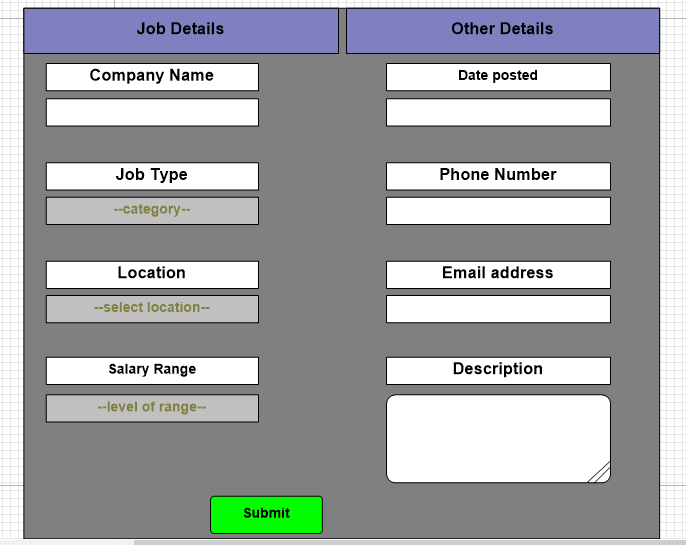 Job Details
Other Details
Company Name
Date posted
Job Type
Phone Number
--category--
Location
Email address
--select location--
Salary Range
Description
--level of range--
Submit